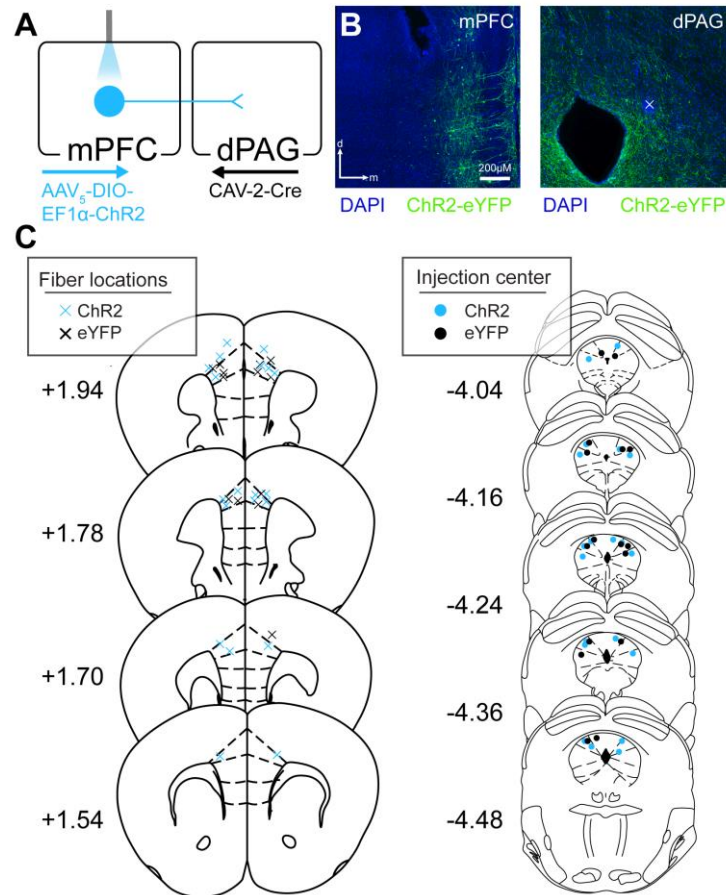 A
mPFC
dPAG
AAV5-DIO-
EF1α-ChR2
CAV-2-Cre
B
mPFC
dPAG
×
d
m
200µM
DAPI
ChR2-eYFP
DAPI
ChR2-eYFP
C
Fiber locations
× ChR2
× eYFP
+1.94
+1.78
+1.70
+1.54
Injection center
ChR2
eYFP
-4.04
-4.16
-4.24
-4.36
-4.48